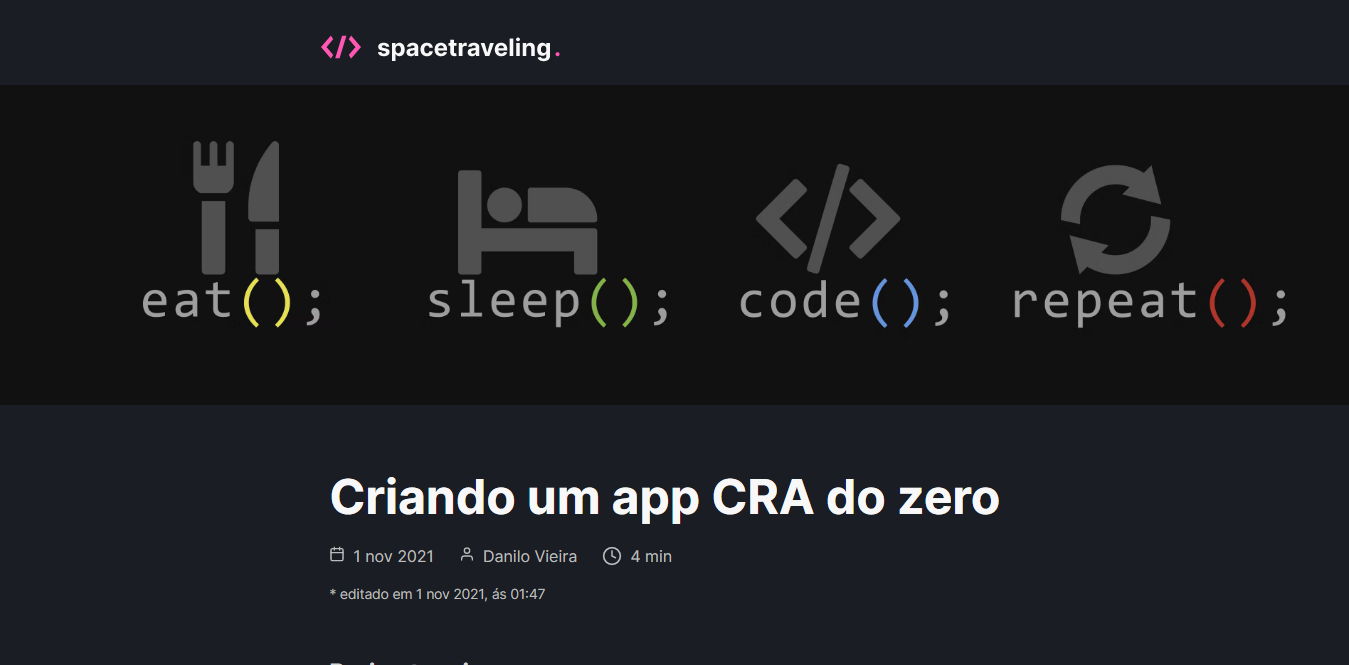 </> spacetraveling.
eat(); sleep(); code(); repeat();
Criando um app CRA do zero
1 nov 2021 Danilo Vieira 4 min
* editado em 1 nov 2021, ás 01:47